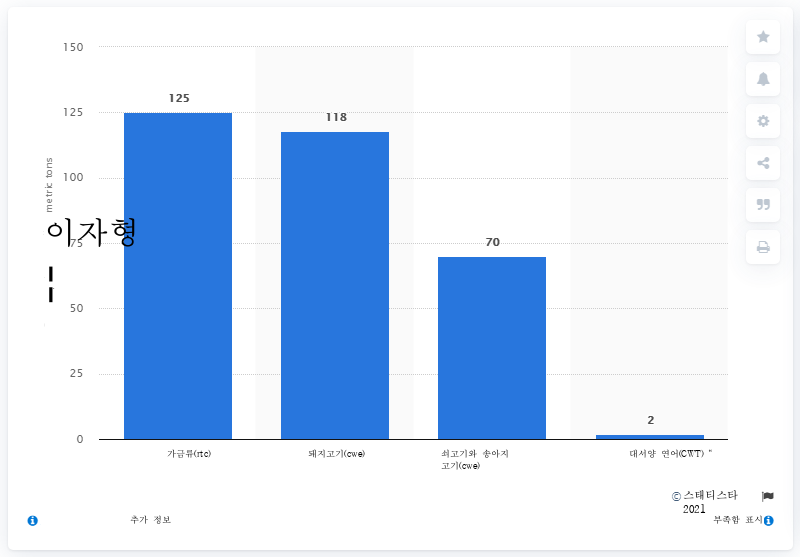 150
125
100
75
50
25
0
metric tons
이자형
125
118
70
2
가금류(rtc)
돼지고기(cwe)
쇠고기와 송아지
고기(cwe)
대서양 연어(CWT) "
© 스태티스타
2021
추가 정보
부족함 표시